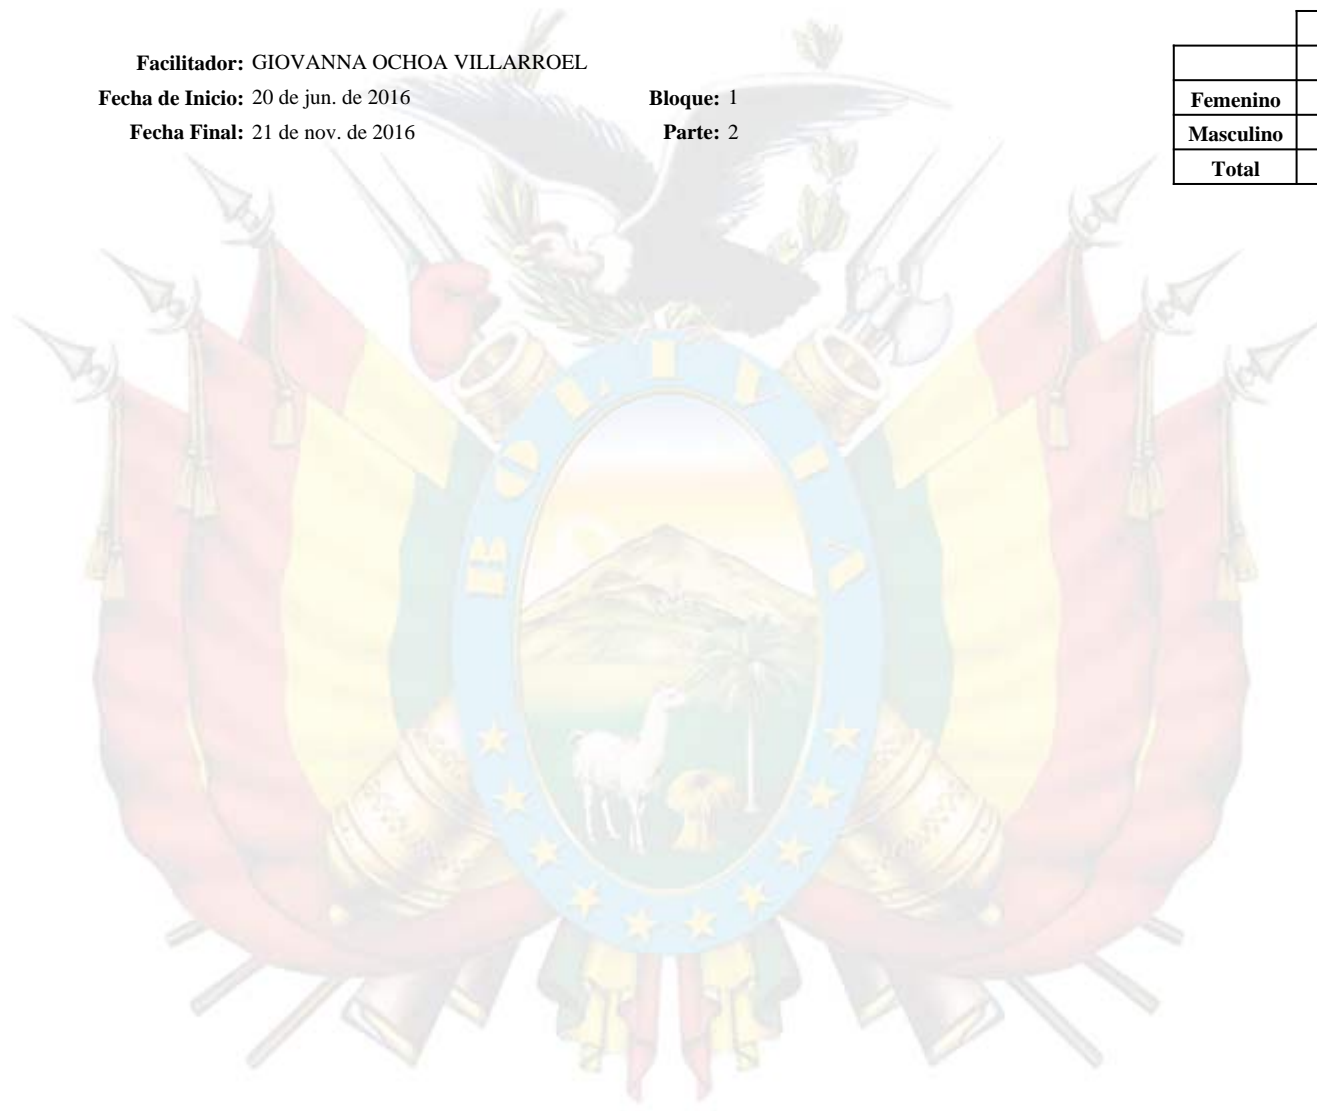 Facilitador: GIOVANNA OCHOA VILLARROEL
Fecha de Inicio: 20 de jun. de 2016 Bloque: 1
Fecha Final: 21 de nov. de 2016 Parte: 2
Femenino
Masculino
Total
BOLIVIA